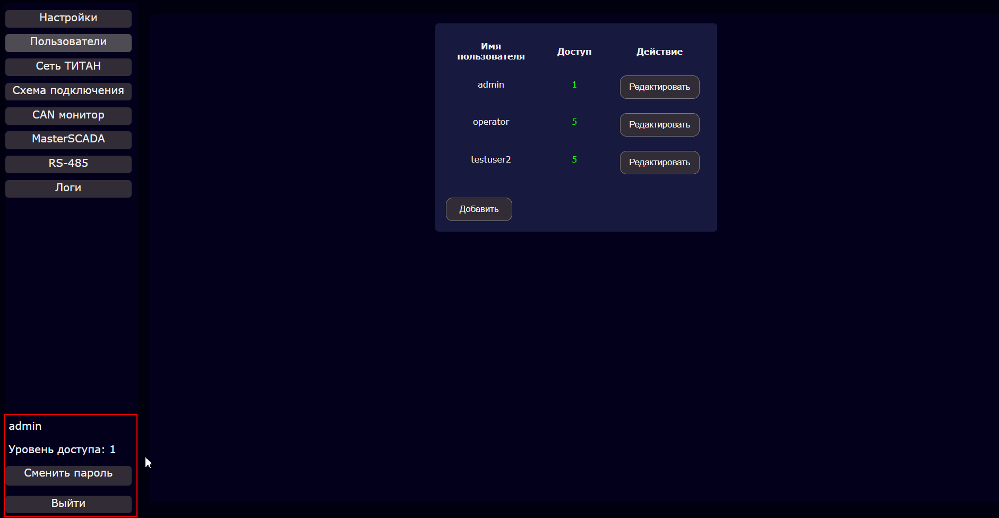 Настройки
Пользователи
Сеть ТИТАН
Схема подключения
CAN монитор
MasterSCADA
RS-485
Логи
Имя
пользователя
Доступ
Действие
admin
1
Редактировать
operator
5
Редактировать
testuser2
5
Редактировать
Добавить
admin
Уровень доступа: 1
Сменить пароль
Выйти